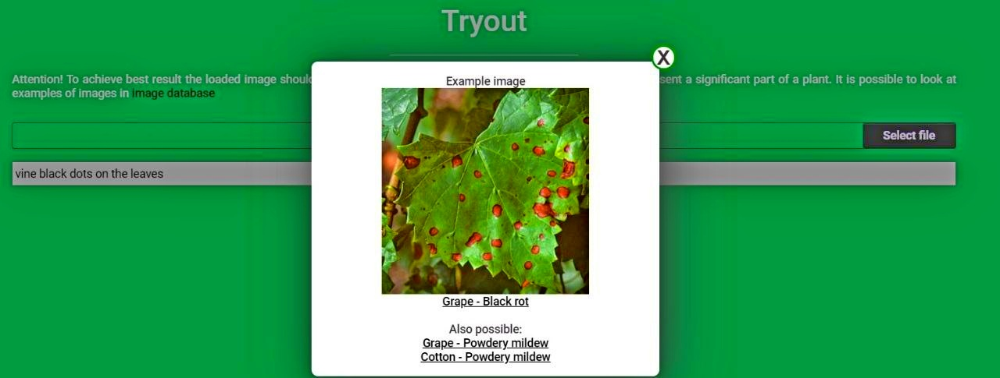 Tryout
X
Attention! To achieve best result the loaded image
sent a significant part of a plant. It is possible to look at
examples of images in image database
Example image
Select file
vine black dots on the leaves
Grape - Black rot
Also possible:
Grape - Powdery mildew
Cotton - Powdery mildew